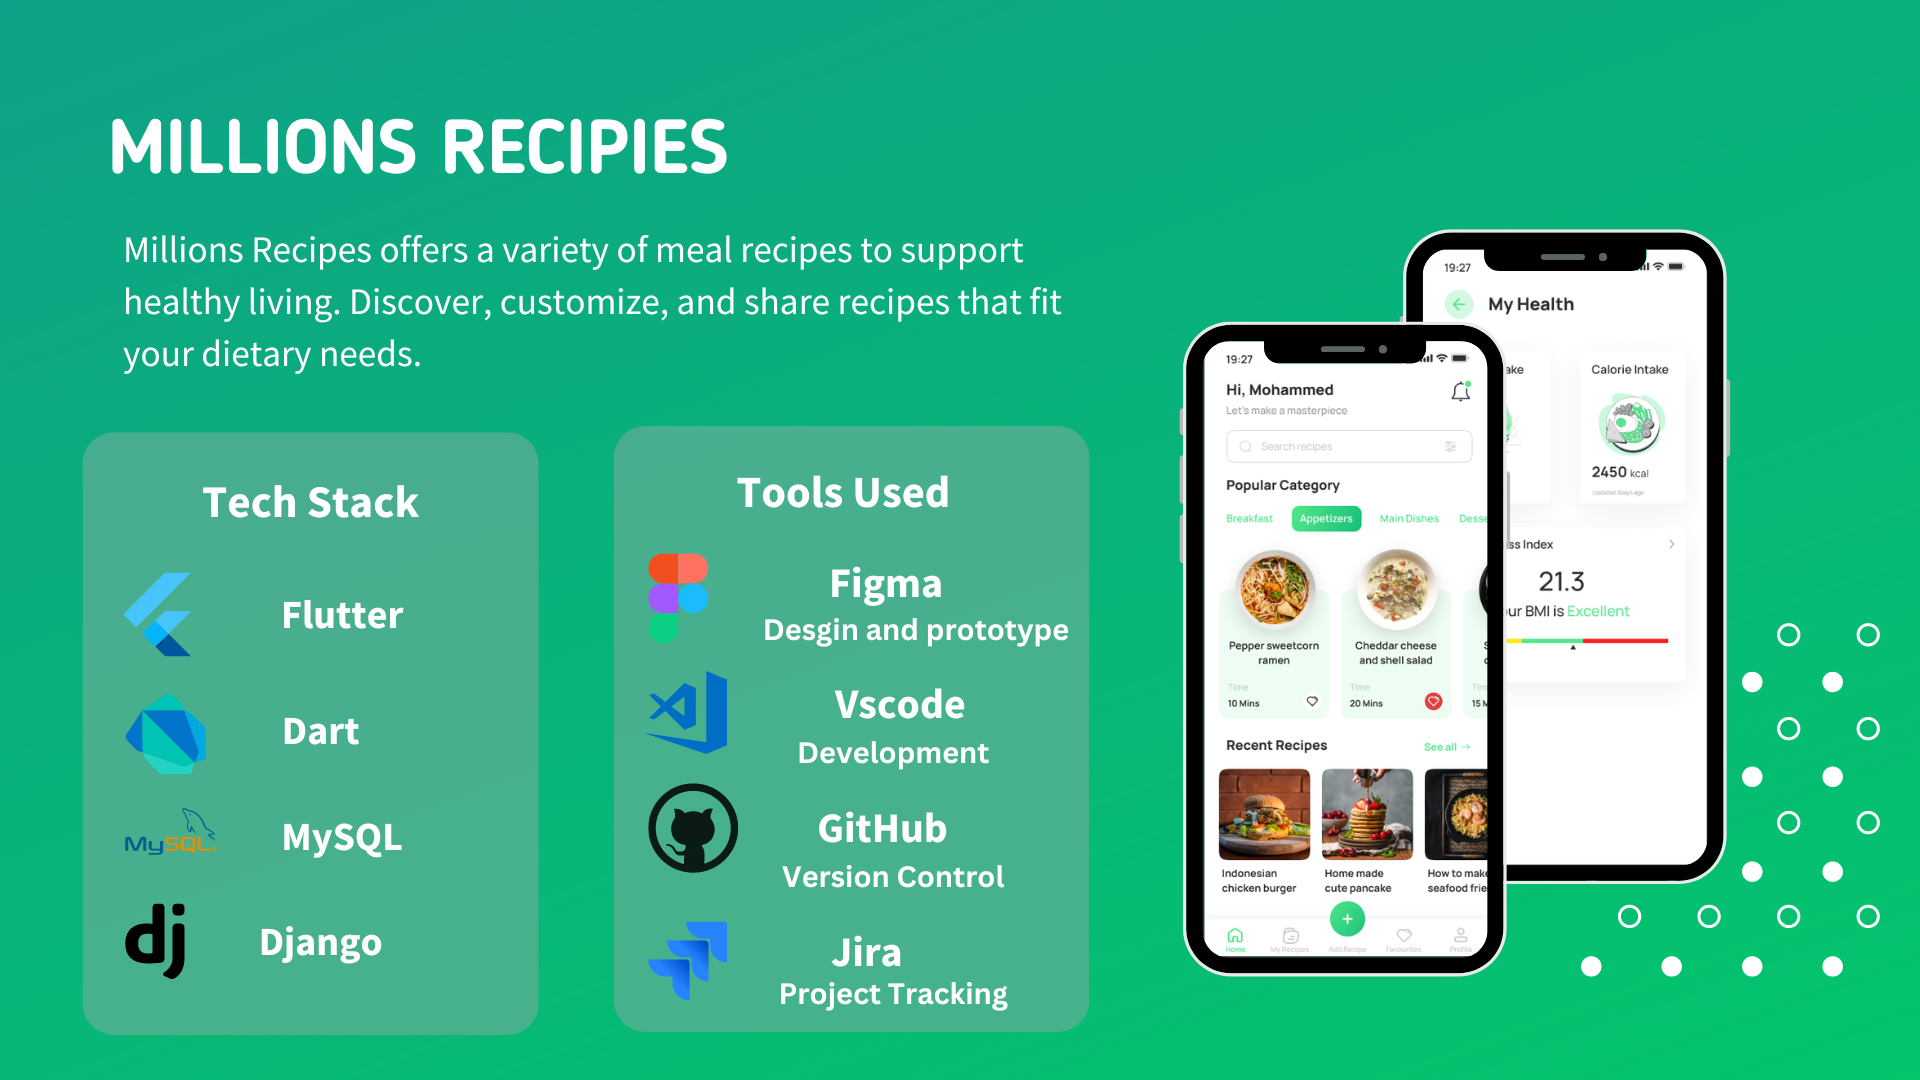 MILLIONS RECIPIES
Millions Recipes offers a variety of meal recipes to support
healthy living. Discover, customize, and share recipes that fit
your dietary needs.
Tech Stack
Flutter
Dart
MySQL
MySQL
dj
Django
Tools Used
Figma
Desgin and prototype
Vscode
Development
GitHub
Version Control
Jira
Project Tracking
19:27
Hi, Mohammed
Let's make a masterpiece
Search recipes
Popular Category
Breakfast
Appetizers
Main Dishes
Desse
Pepper sweetcorn
ramen
Time
10 Mins
Cheddar cheese
and shell salad
Time
20 Mins
S
Tim
15 M
Recent Recipes
See all →
Indonesian
chicken burger
Home made
cute pancake
How to make
seafood frie
Home
My Recipes
Add Recipe
Favourites
Profile
19:27
My Health
ake
Calorie Intake
2450 kcal
Updated 3days ago
ss Index
21.3
ur BMI is Excellent